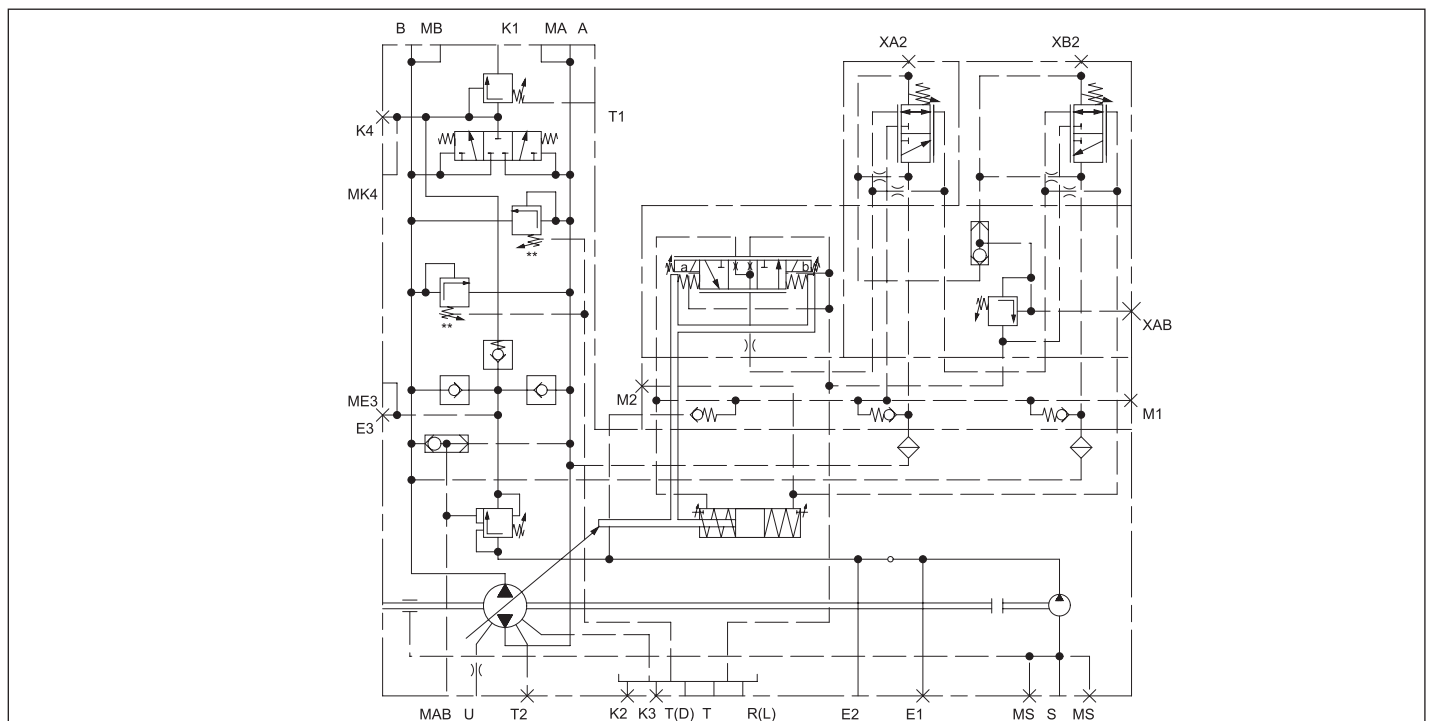 B MB K1 MA A
XA2 XB2
K4
T1
MK4
**
a b
**
XAB
ME3
M2 M1
E3
MAB U T2 K2 K3 T(D) T R(L) E2 E1 MS S MS